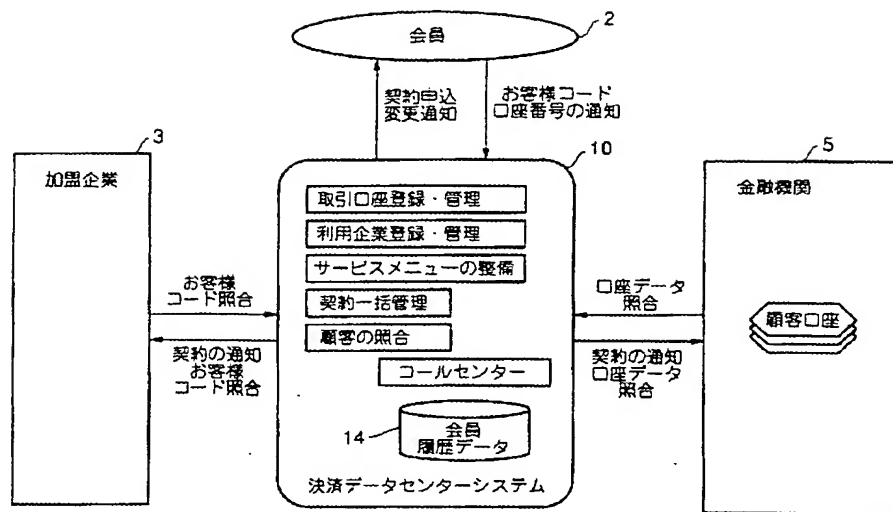 会員
2
契約申込
変更通知
お客様コード
口座番号の通知
3
加盟企業
10
5
金融機関
取引口座登録・管理
利用企業登録・管理
サービスメニューの整備
契約一括管理
顧客の照合
コールセンター
お客様
コード照合
契約の通知
お客様
コード照合
口座データ
照合
契約の通知
口座データ
照合
顧客口座
14
会員
履歴データ
決済データセンターシステム